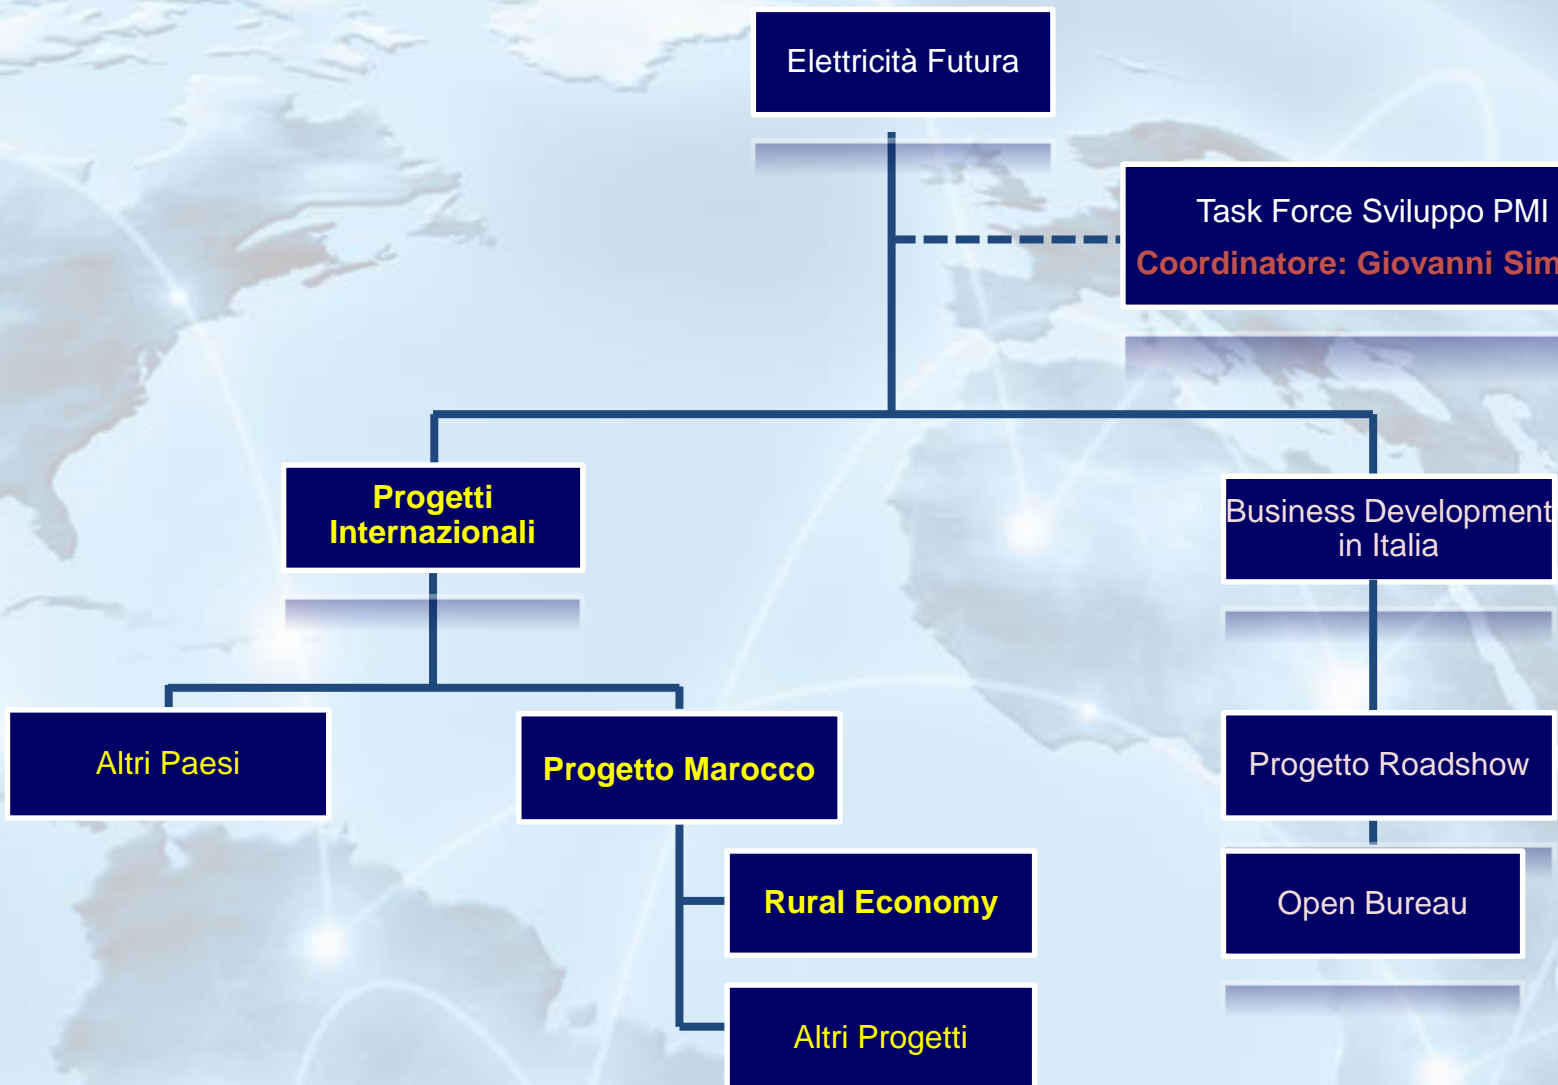 Elettricità Futura
Task Force Sviluppo PMI
Coordinatore: Giovanni
Progetti
Internazionali
Business Development
in Italia
Altri Paesi
Progetto Marocco
Progetto Roadshow
Rural Economy
Open Bureau
Altri Progetti